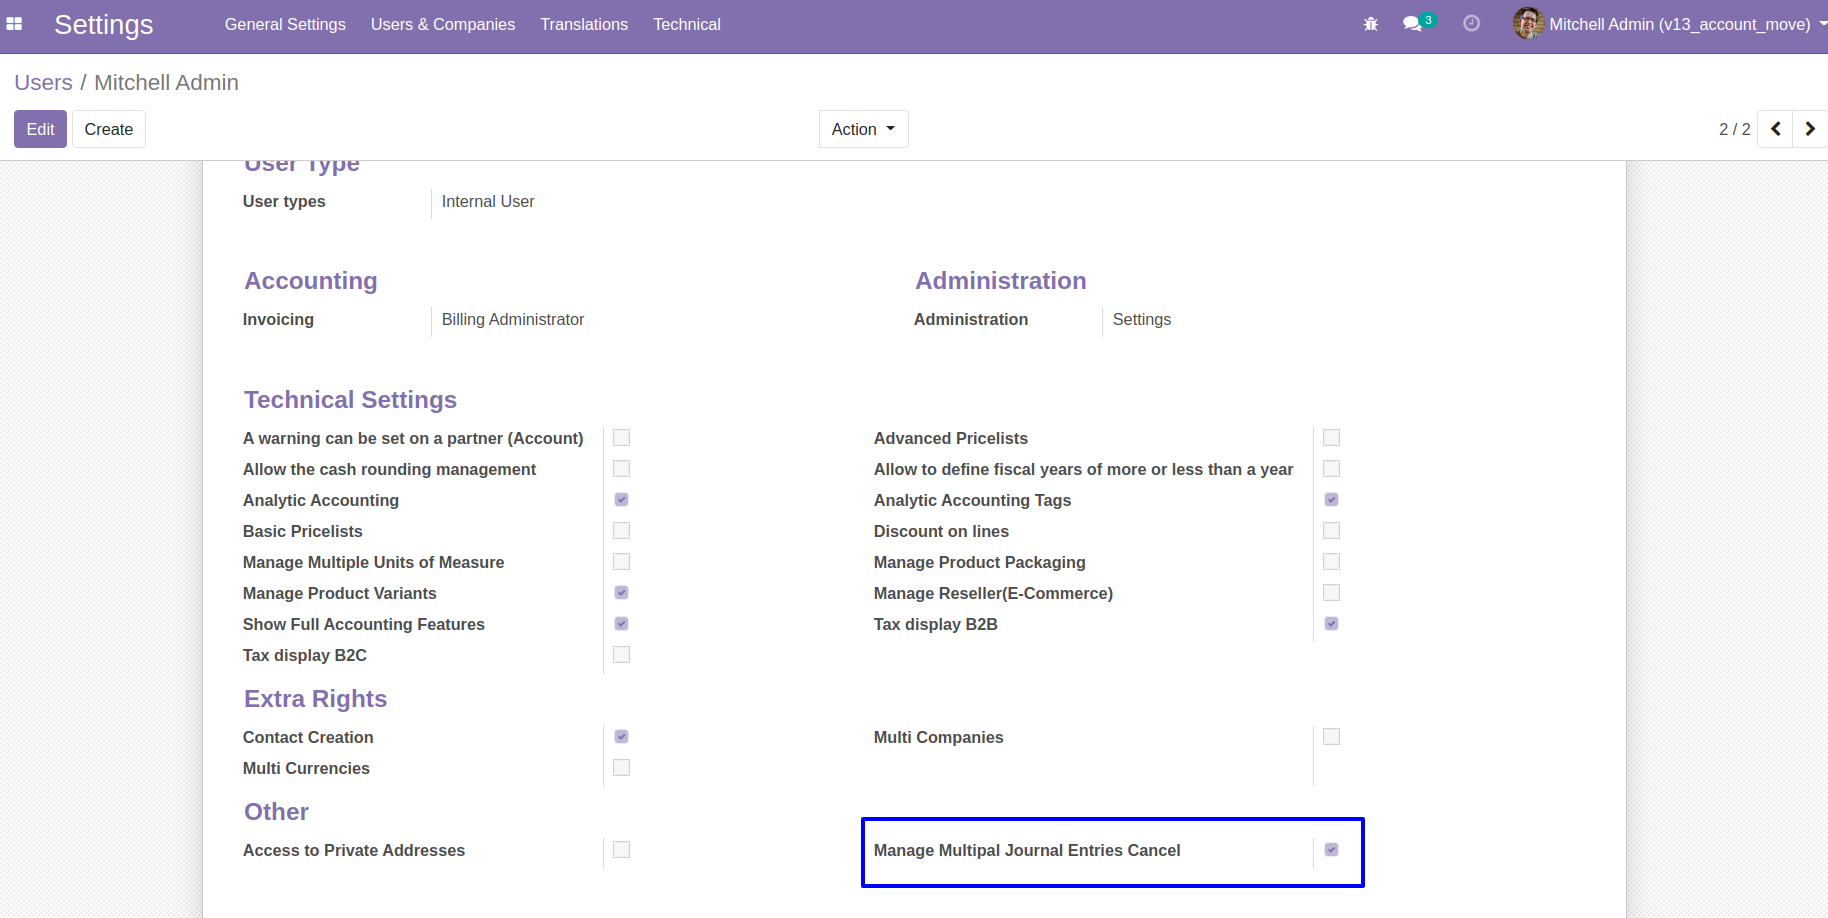 Settings General Settings Users & Companies Translations Technical 3 Mitchell Admin (v13_account_move)
Users / Mitchell Admin
Edit Create Action 2 / 2
User Type
User types Internal User
Accounting Administration
Invoicing Billing Administrator Administration Settings
Technical Settings
A warning can be set on a partner (Account) Advanced Pricelists
Allow the cash rounding management Allow to define fiscal years of more or less than a year
Analytic Accounting Analytic Accounting Tags
Basic Pricelists Discount on lines
Manage Multiple Units of Measure Manage Product Packaging
Manage Product Variants Manage Reseller(E-Commerce)
Show Full Accounting Features Tax display B2B
Tax display B2C
Extra Rights
Contact Creation Multi Companies
Multi Currencies
Other
Access to Private Addresses Manage Multipal Journal Entries Cancel